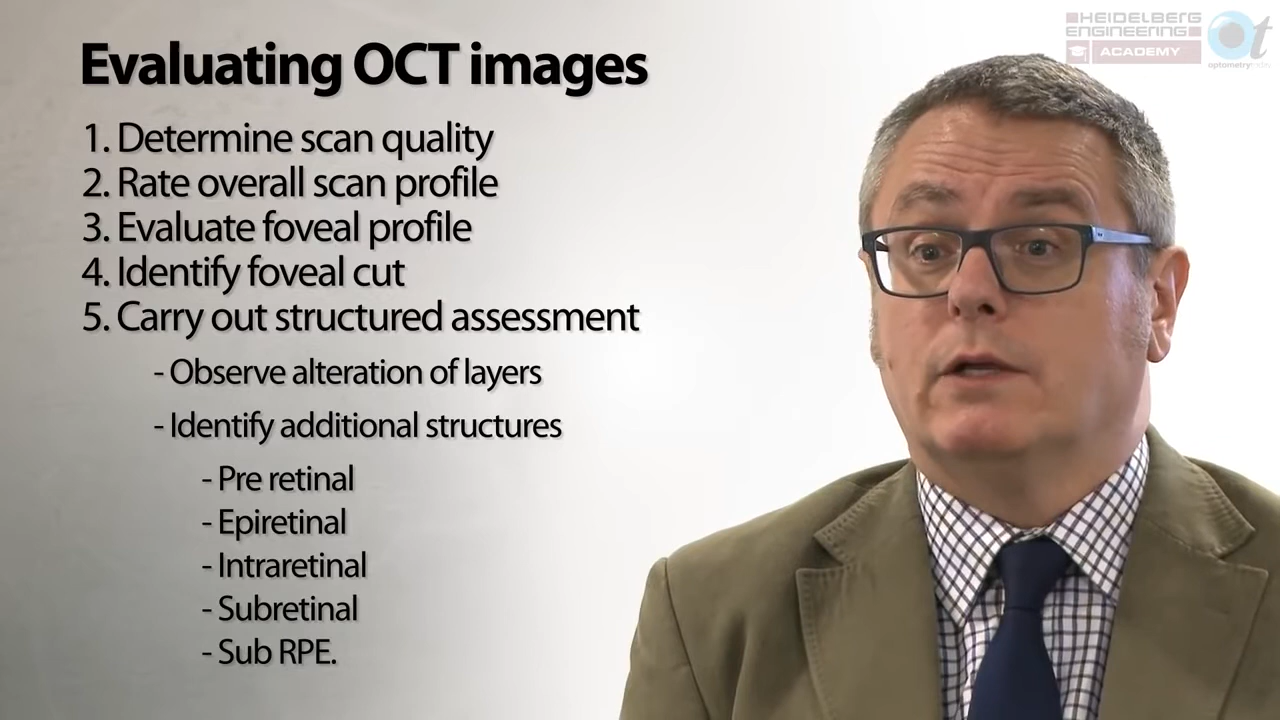 Evaluating OCT images
1. Determine scan quality
2. Rate overall scan profile
3. Evaluate foveal profile
4. Identify foveal cut
5. Carry out structured assessment
- Observe alteration of layers
- Identify additional structures
- Pre retinal
- Epiretinal
- Intraretinal
- Subretinal
- Sub RPE.
HEIDELBERG
ENGINEERING
ACADEMY
ot
optometry today